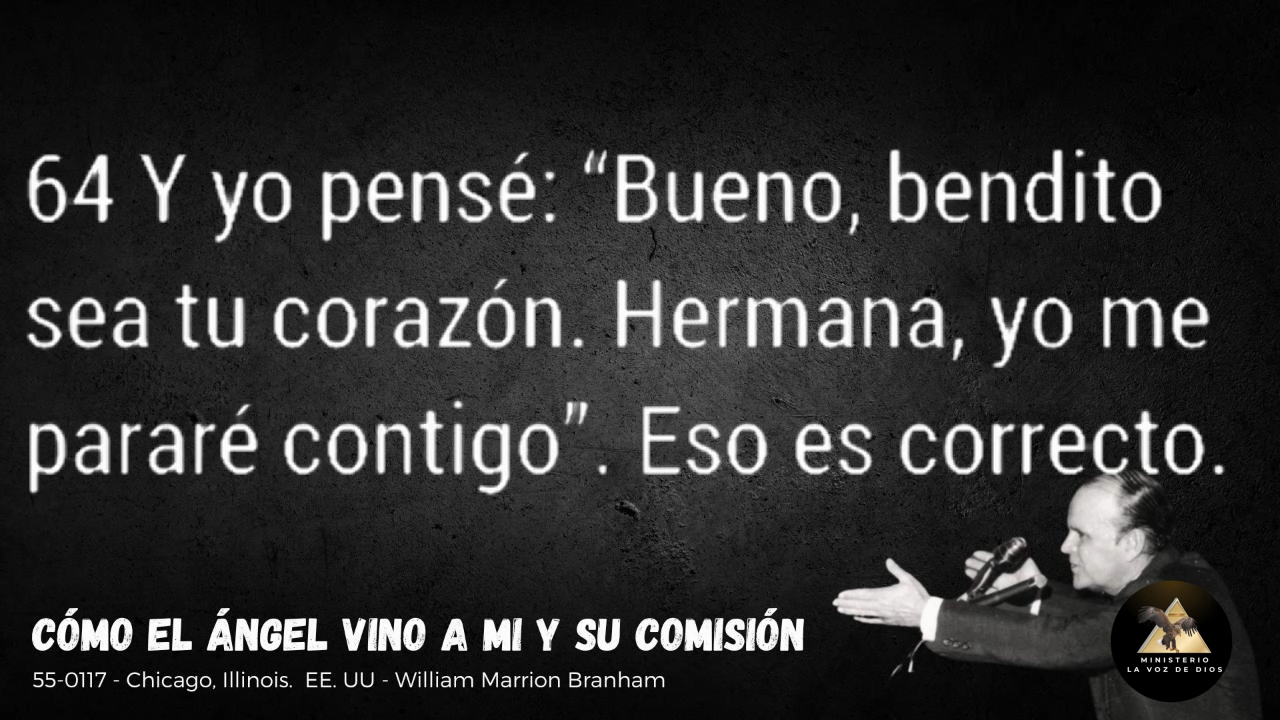 64 Y yo pensé: “Bueno, bendito
sea tu corazón. Hermana, yo me
pararé contigo”. Eso es correcto.
CÓMO EL ÁNGEL VINO A MI Y SU COMISIÓN
55-0117 - Chicago, Illinois.  EE. UU - William Marrion Branham
MINISTERIO
LA VOZ DE DIOS